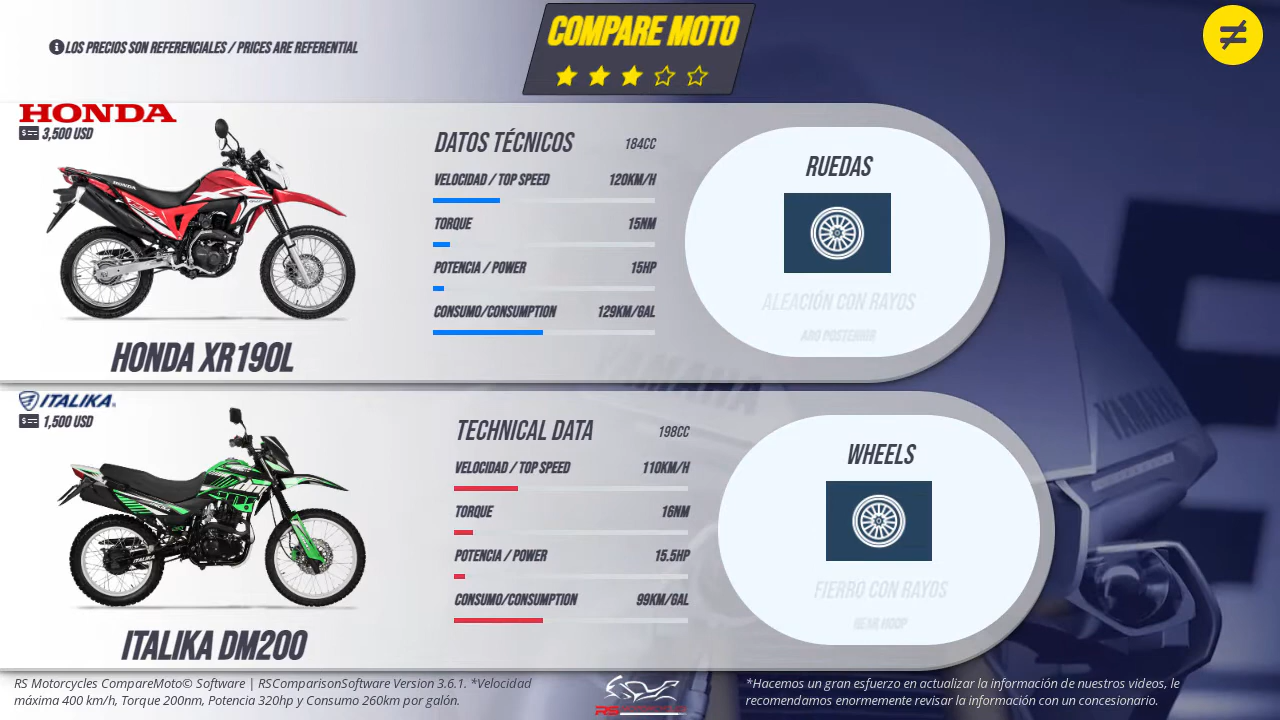 LOS PRECIOS SON REFERENCIALES / PRICES ARE REFERENTIAL
COMPARE MOTO
HONDA
3,500 USD
HONDA XR190L
DATOS TÉCNICOS 184CC
VELOCIDAD / TOP SPEED 120KM/H
TORQUE 15NM
POTENCIA / POWER 15HP
CONSUMO/CONSUMPTION 129KM/GAL
RUEDAS
ALEACIÓN CON RAYOS
ARO POSTERIOR
YAMAHA
YAMAHA
ITALIKA
1,500 USD
ITALIKA DM200
TECHNICAL DATA 198CC
VELOCIDAD / TOP SPEED 110KM/H
TORQUE 16NM
POTENCIA / POWER 15.5HP
CONSUMO/CONSUMPTION 99KM/GAL
WHEELS
FIERRO CON RAYOS
REAR HOOP
RS Motorcycles CompareMoto© Software | RSComparisonSoftware Version 3.6.1. *Velocidad
máxima 400 km/h, Torque 200nm, Potencia 320hp y Consumo 260km por galón.
RS
*Hacemos un gran esfuerzo en actualizar la información de nuestros videos, le
recomendamos enormemente revisar la información con un concesionario.